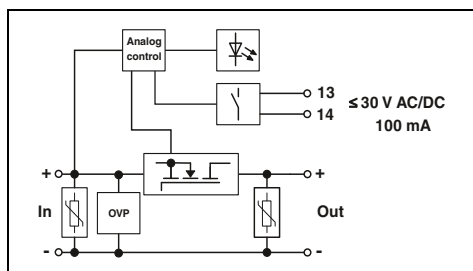 Analog
control
13
14
≤ 30 V AC/DC
100 mA
+
+
In
OVP
Out
-
-